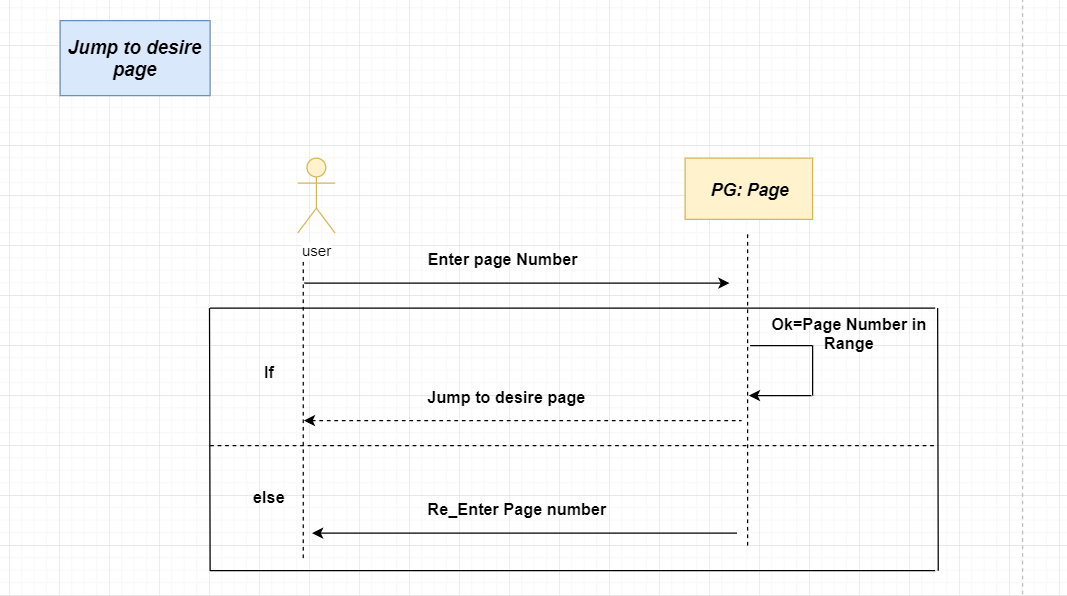 Jump to desire
page
PG: Page
user
Enter page Number
Ok=Page Number in
Range
If
Jump to desire page
else
Re_Enter Page number